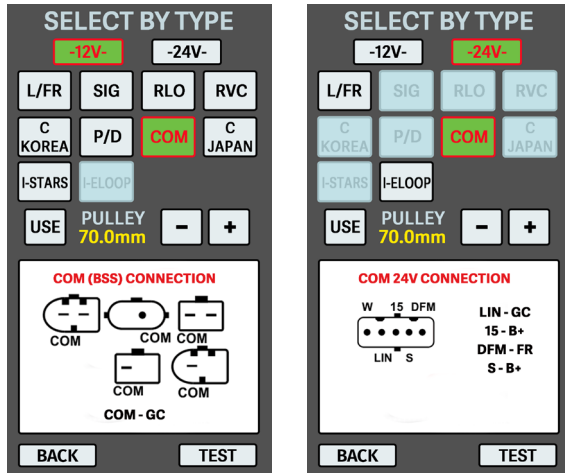 SELECT BY TYPE
-12V- -24V-
L/FR SIG RLO RVC
C KOREA P/D COM C JAPAN
I-STARS I-ELOOP
USE PULLEY 70.0mm - +
COM (BSS) CONNECTION
COM COM COM
COM COM
COM - GC
BACK TEST
SELECT BY TYPE
-12V- -24V-
L/FR SIG RLO RVC
C KOREA P/D COM C JAPAN
I-STARS I-ELOOP
USE PULLEY 70.0mm - +
COM 24V CONNECTION
W 15 DFM
LIN S
LIN - GC
15 - B+
DFM - FR
S - B+
BACK TEST